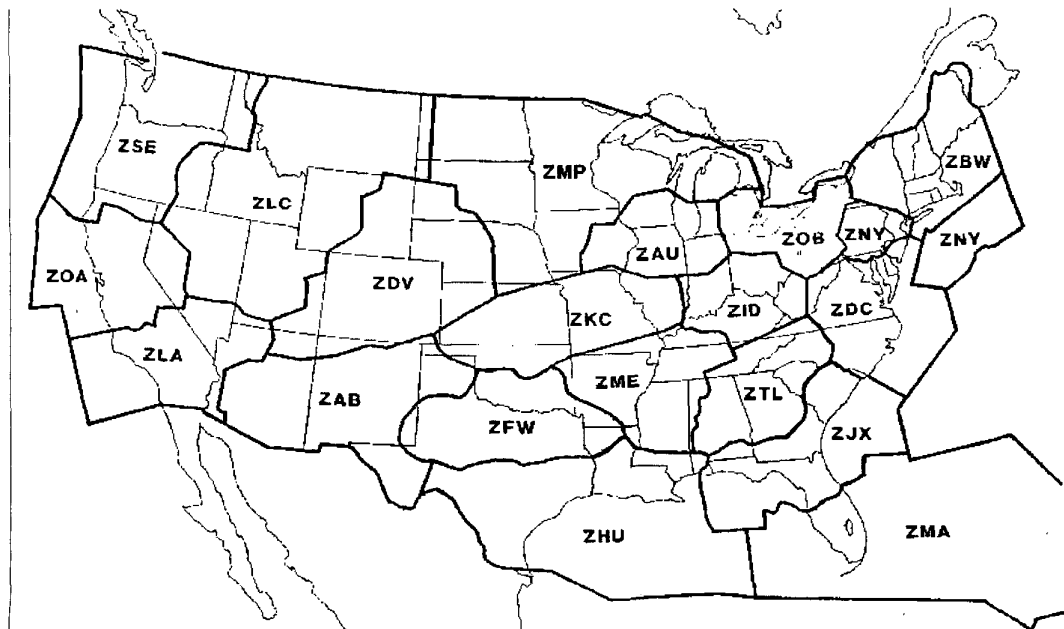 ZSE
ZMP
ZBW
ZLC
ZOB
ZNY
ZNY
ZAU
ZOA
ZDV
ZID
ZDC
ZKC
ZLA
ZME
ZTL
ZAB
ZFW
ZJX
ZHU
ZMA